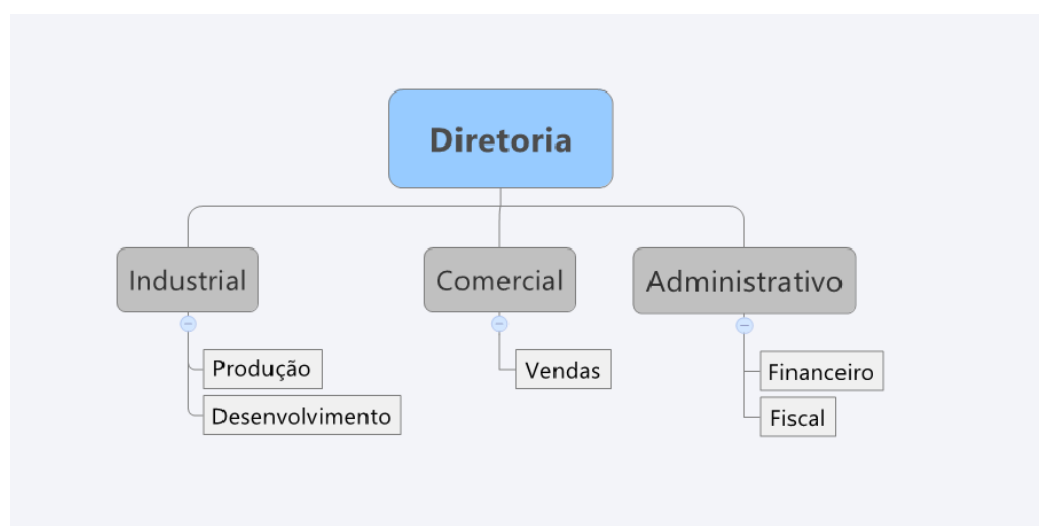 Diretoria
Industrial
Comercial
Administrativo
Produção
Desenvolvimento
Vendas
Financeiro
Fiscal